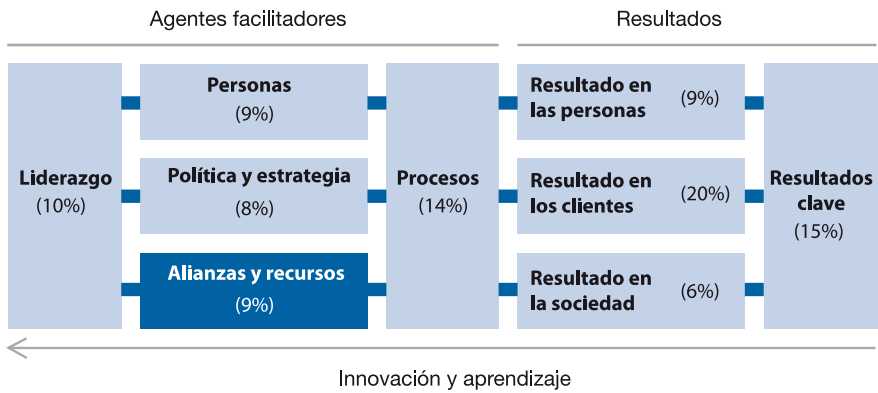 Agentes facilitadores
Resultados
Liderazgo
(10%)
Personas
(9%)
Política y estrategia
(8%)
Alianzas y recursos
(9%)
Procesos
(14%)
Resultado en
las personas
(9%)
Resultado en
los clientes
(20%)
Resultado en
la sociedad
(6%)
Resultados
clave
(15%)
Innovación y aprendizaje